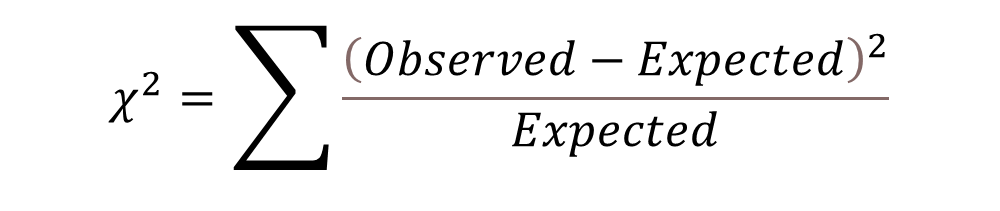 χ² = ∑ (Observed − Expected)² / Expected